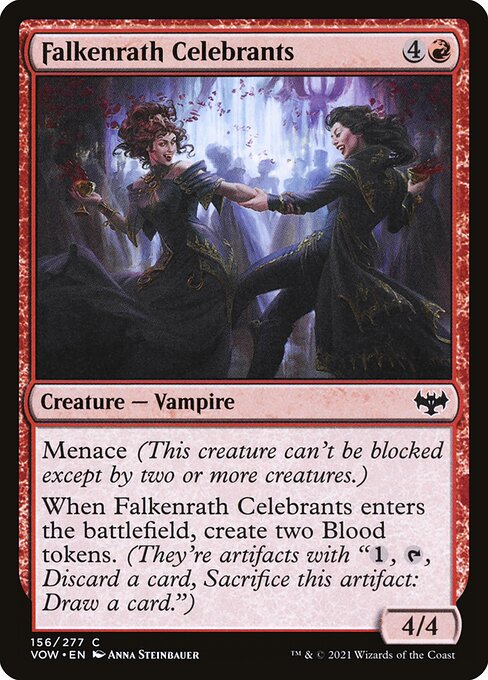 Falkenrath Celebrants 4
Creature — Vampire
Menace (This creature can't be blocked
except by two or more creatures.)
When Falkenrath Celebrants enters
the battlefield, create two Blood
tokens. (They're artifacts with “1, ,
Discard a card, Sacrifice this artifact:
Draw a card.”)
4/4
156/277 C
VOW • EN Anna Steinbauer
™ & © 2021 Wizards of the Coast